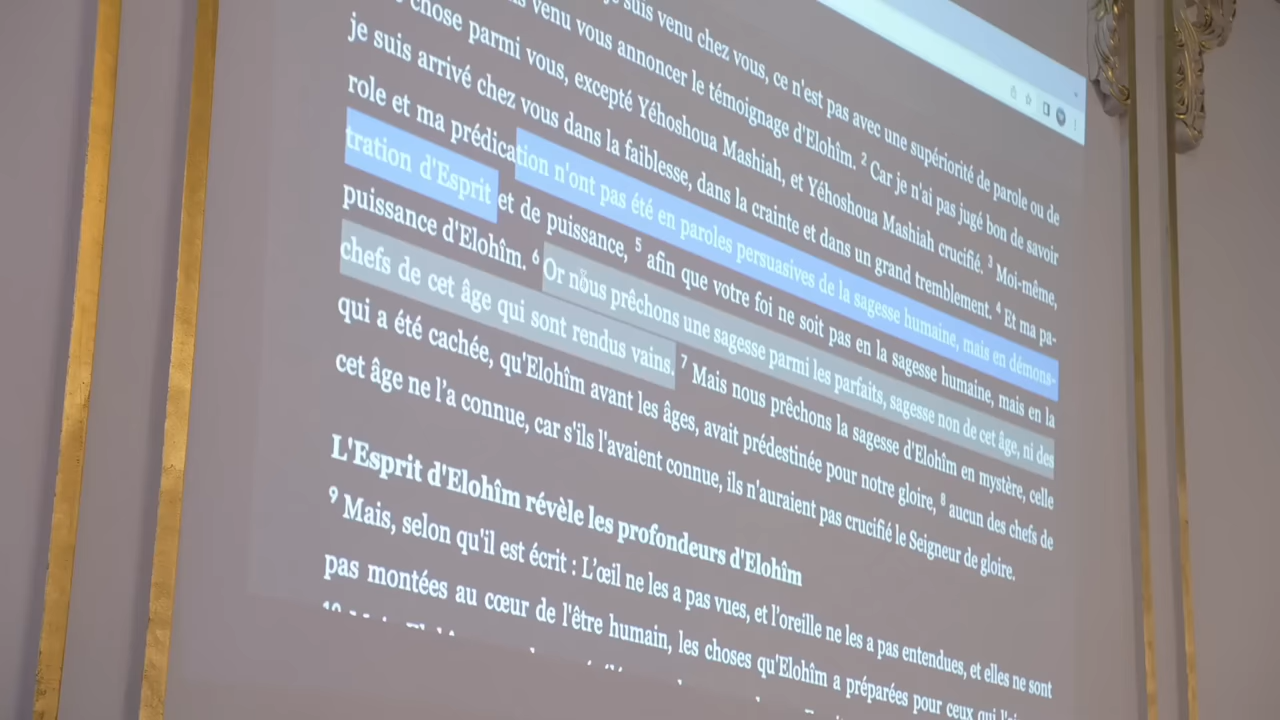 suis venu chez vous, ce n'est pas avec une supériorité de parole ou de
venu vous annoncer le témoignage d'Elohîm. 2 Car je n'ai pas jugé bon de savoir
chose parmi vous, excepté Yéhoshoua Mashiah, et Yéhoshoua Mashiah crucifié. 3 Moi-même,
je suis arrivé chez vous dans la faiblesse, dans la crainte et dans un grand tremblement. 4 Et ma pa-
role et ma prédication n'ont pas été en paroles persuasives de la sagesse humaine, mais en démons-
tration d'Esprit et de puissance, 5 afin que votre foi ne soit pas en la sagesse humaine, mais en la
puissance d'Elohîm. 6 Or nous prêchons une sagesse parmi les parfaits, sagesse non de cet âge, ni des
chefs de cet âge qui sont rendus vains. 7 Mais nous prêchons la sagesse d'Elohîm en mystère, celle
qui a été cachée, qu'Elohîm avant les âges, avait prédestinée pour notre gloire, 8 aucun des chefs de
cet âge ne l'a connue, car s'ils l'avaient connue, ils n'auraient pas crucifié le Seigneur de gloire.
L'Esprit d'Elohîm révèle les profondeurs d'Elohîm
9 Mais, selon qu'il est écrit : L'œil ne les a pas vues, et l'oreille ne les a pas entendues, et elles ne sont
pas montées au cœur de l'être humain, les choses qu'Elohîm a préparées pour ceux qui